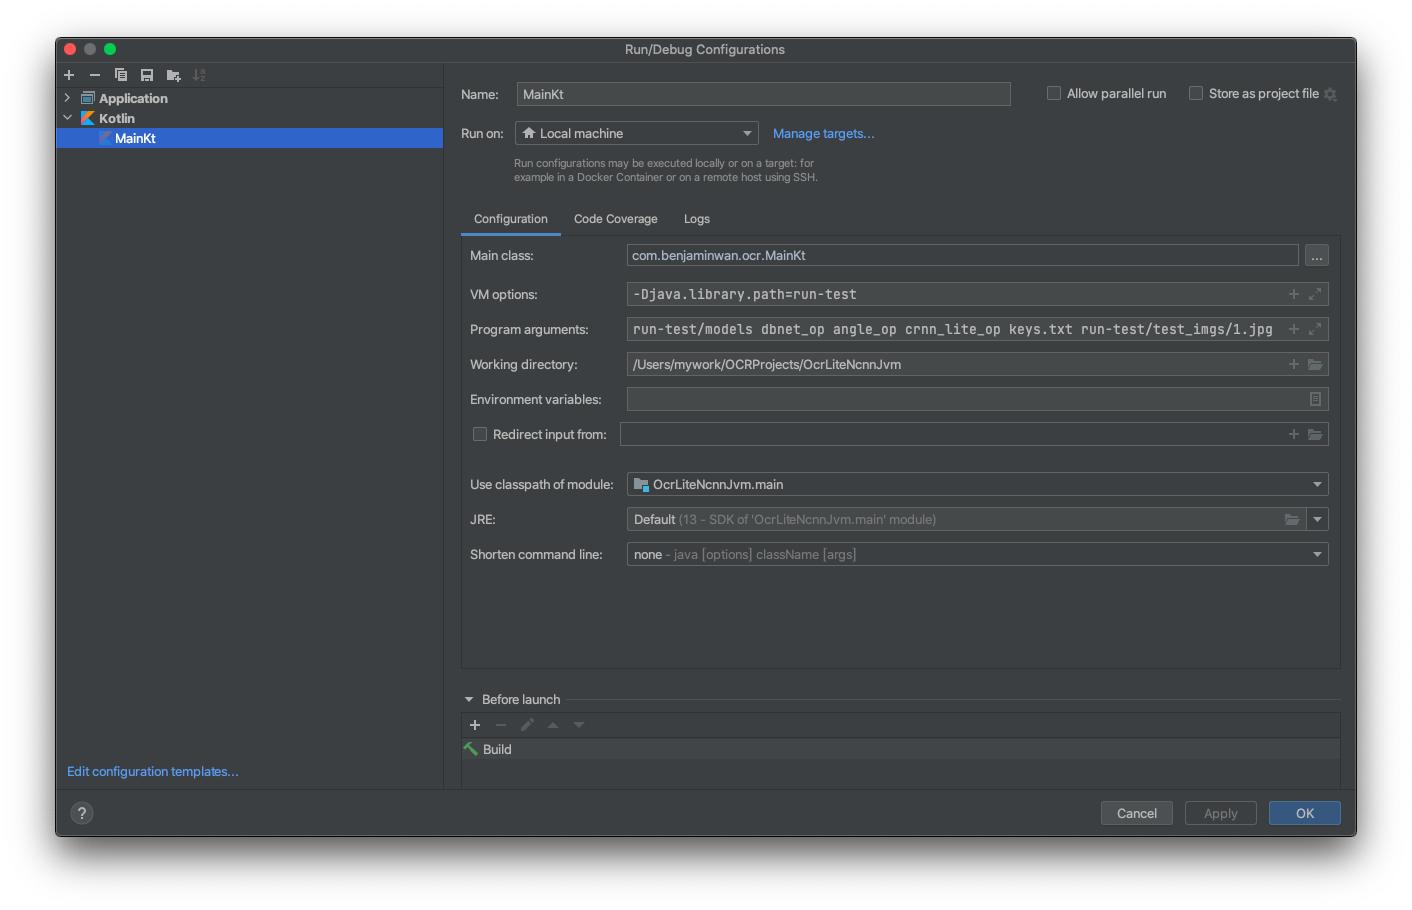 Run/Debug Configurations
Application
Kotlin
MainKt
Edit configuration templates...
Name: MainKt
Allow parallel run
Store as project file
Run on: Local machine
Manage targets...
Run configurations may be executed locally or on a target: for
example in a Docker Container or on a remote host using SSH.
Configuration Code Coverage Logs
Main class: com.benjaminwan.ocr.MainKt ...
VM options: -Djava.library.path=run-test
Program arguments: run-test/models dbnet_op angle_op crnn_lite_op keys.txt run-test/test_imgs/1.jpg
Working directory: /Users/mywork/OCRProjects/OcrLiteNcnnJvm
Environment variables:
Redirect input from:
Use classpath of module: OcrLiteNcnnJvm.main
JRE: Default (13 - SDK of 'OcrLiteNcnnJvm.main' module)
Shorten command line: none - java [options] className [args]
Before launch
Build
? Cancel Apply OK